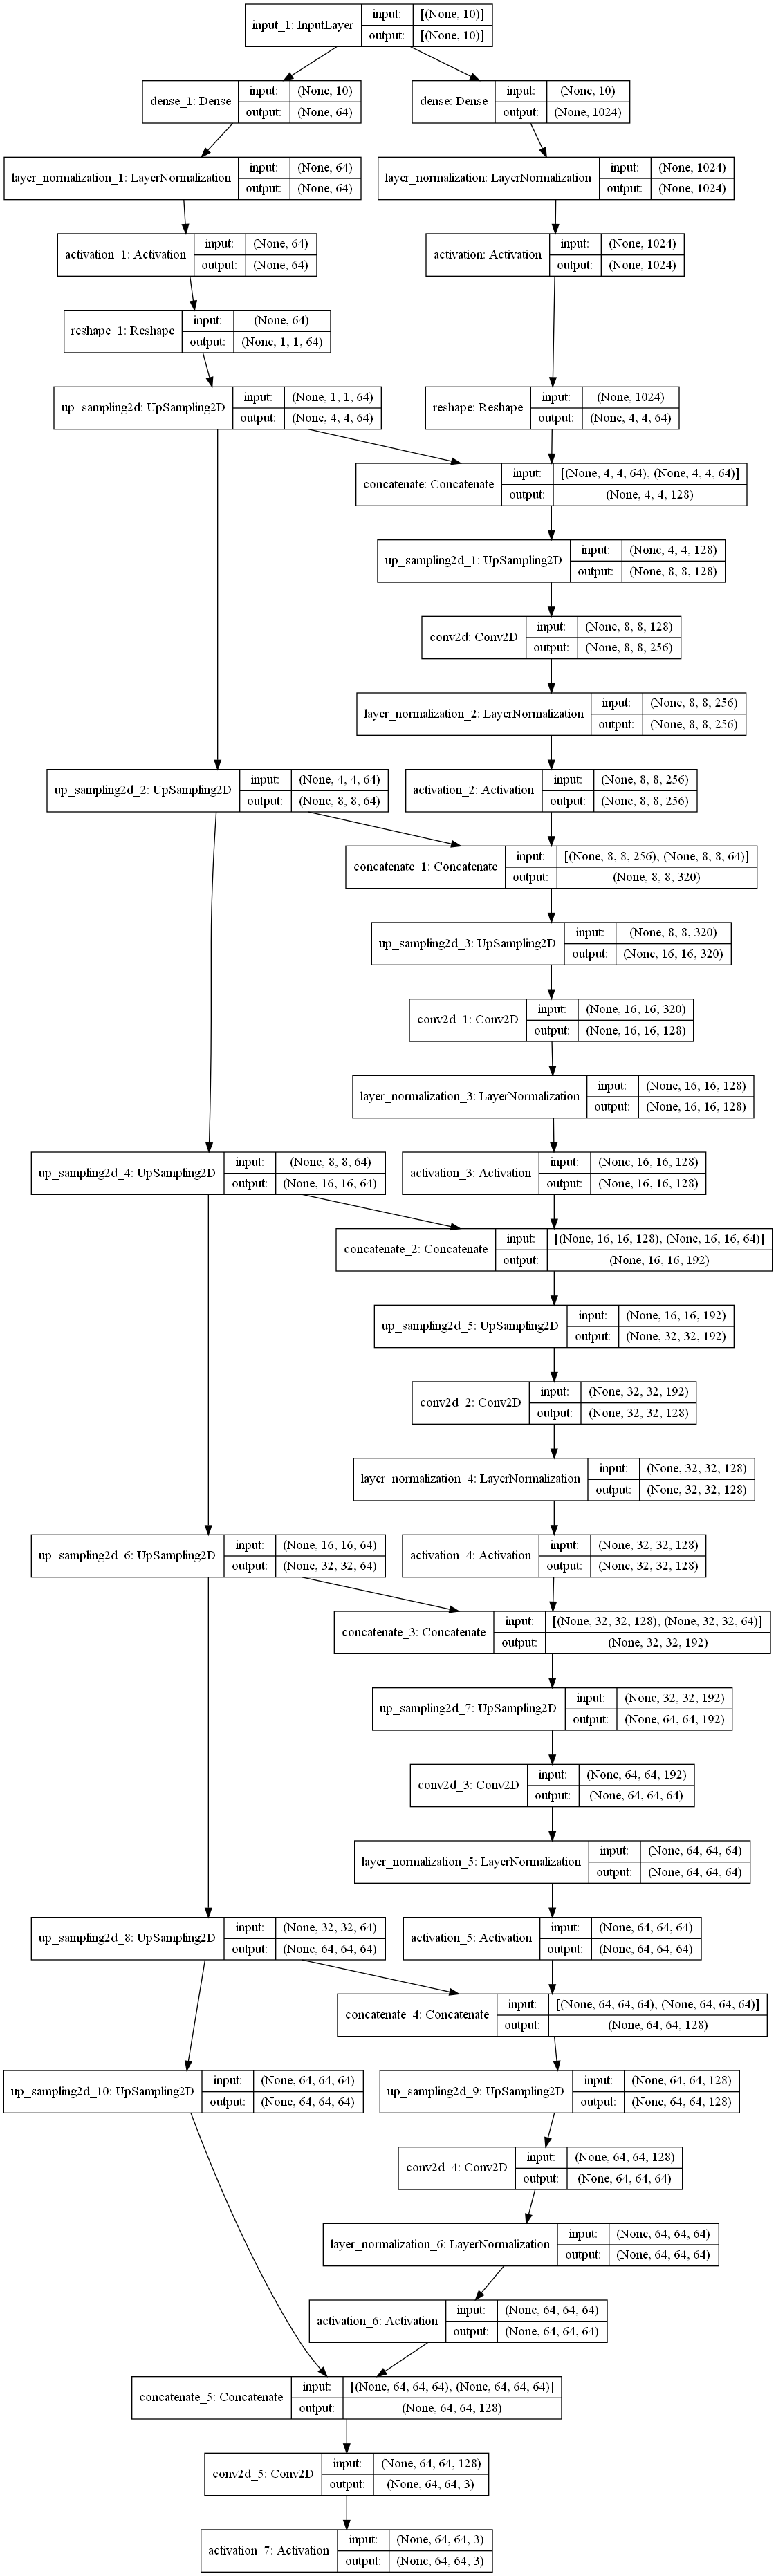 input_1: InputLayer
input: [(None, 10)]
output: [(None, 10)]
dense_1: Dense
input: (None, 10)
output: (None, 64)
dense: Dense
input: (None, 10)
output: (None, 1024)
layer_normalization_1: LayerNormalization
input: (None, 64)
output: (None, 64)
layer_normalization: LayerNormalization
input: (None, 1024)
output: (None, 1024)
activation_1: Activation
input: (None, 64)
output: (None, 64)
activation: Activation
input: (None, 1024)
output: (None, 1024)
reshape_1: Reshape
input: (None, 64)
output: (None, 1, 1, 64)
up_sampling2d: UpSampling2D
input: (None, 1, 1, 64)
output: (None, 4, 4, 64)
reshape: Reshape
input: (None, 1024)
output: (None, 4, 4, 64)
concatenate: Concatenate
input: [(None, 4, 4, 64), (None, 4, 4, 64)]
output: (None, 4, 4, 128)
up_sampling2d_1: UpSampling2D
input: (None, 4, 4, 128)
output: (None, 8, 8, 128)
conv2d: Conv2D
input: (None, 8, 8, 128)
output: (None, 8, 8, 256)
layer_normalization_2: LayerNormalization
input: (None, 8, 8, 256)
output: (None, 8, 8, 256)
up_sampling2d_2: UpSampling2D
input: (None, 4, 4, 64)
output: (None, 8, 8, 64)
activation_2: Activation
input: (None, 8, 8, 256)
output: (None, 8, 8, 256)
concatenate_1: Concatenate
input: [(None, 8, 8, 256), (None, 8, 8, 64)]
output: (None, 8, 8, 320)
up_sampling2d_3: UpSampling2D
input: (None, 8, 8, 320)
output: (None, 16, 16, 320)
conv2d_1: Conv2D
input: (None, 16, 16, 320)
output: (None, 16, 16, 128)
layer_normalization_3: LayerNormalization
input: (None, 16, 16, 128)
output: (None, 16, 16, 128)
up_sampling2d_4: UpSampling2D
input: (None, 8, 8, 64)
output: (None, 16, 16, 64)
activation_3: Activation
input: (None, 16, 16, 128)
output: (None, 16, 16, 128)
concatenate_2: Concatenate
input: [(None, 16, 16, 128), (None, 16, 16, 64)]
output: (None, 16, 16, 192)
up_sampling2d_5: UpSampling2D
input: (None, 16, 16, 192)
output: (None, 32, 32, 192)
conv2d_2: Conv2D
input: (None, 32, 32, 192)
output: (None, 32, 32, 128)
layer_normalization_4: LayerNormalization
input: (None, 32, 32, 128)
output: (None, 32, 32, 128)
up_sampling2d_6: UpSampling2D
input: (None, 16, 16, 64)
output: (None, 32, 32, 64)
activation_4: Activation
input: (None, 32, 32, 128)
output: (None, 32, 32, 128)
concatenate_3: Concatenate
input: [(None, 32, 32, 128), (None, 32, 32, 64)]
output: (None, 32, 32, 192)
up_sampling2d_7: UpSampling2D
input: (None, 32, 32, 192)
output: (None, 64, 64, 192)
conv2d_3: Conv2D
input: (None, 64, 64, 192)
output: (None, 64, 64, 64)
layer_normalization_5: LayerNormalization
input: (None, 64, 64, 64)
output: (None, 64, 64, 64)
up_sampling2d_8: UpSampling2D
input: (None, 32, 32, 64)
output: (None, 64, 64, 64)
activation_5: Activation
input: (None, 64, 64, 64)
output: (None, 64, 64, 64)
concatenate_4: Concatenate
input: [(None, 64, 64, 64), (None, 64, 64, 64)]
output: (None, 64, 64, 128)
up_sampling2d_10: UpSampling2D
input: (None, 64, 64, 64)
output: (None, 64, 64, 64)
up_sampling2d_9: UpSampling2D
input: (None, 64, 64, 128)
output: (None, 64, 64, 128)
conv2d_4: Conv2D
input: (None, 64, 64, 128)
output: (None, 64, 64, 64)
layer_normalization_6: LayerNormalization
input: (None, 64, 64, 64)
output: (None, 64, 64, 64)
activation_6: Activation
input: (None, 64, 64, 64)
output: (None, 64, 64, 64)
concatenate_5: Concatenate
input: [(None, 64, 64, 64), (None, 64, 64, 64)]
output: (None, 64, 64, 128)
conv2d_5: Conv2D
input: (None, 64, 64, 128)
output: (None, 64, 64, 3)
activation_7: Activation
input: (None, 64, 64, 3)
output: (None, 64, 64, 3)